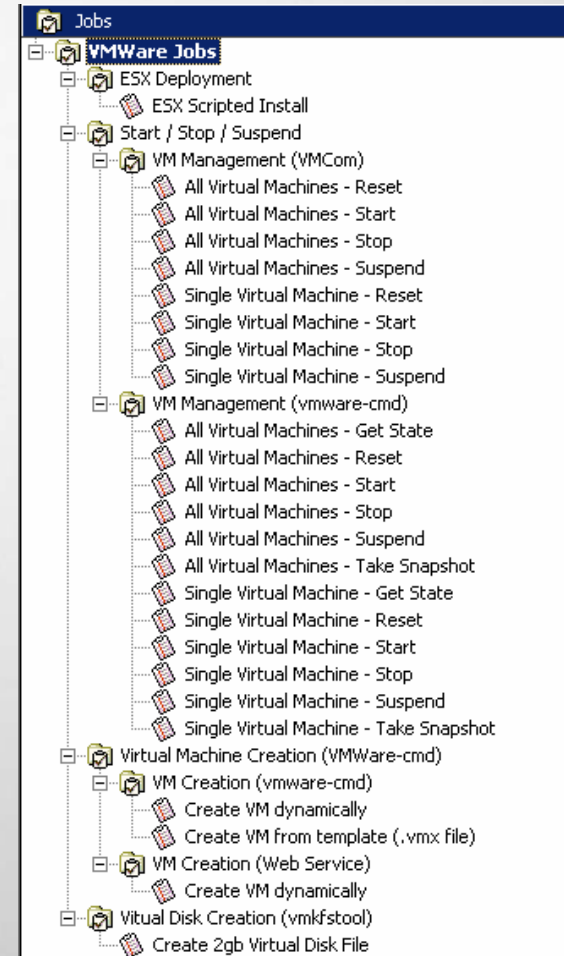 Jobs
VMWare Jobs
ESX Deployment
ESX Scripted Install
Start / Stop / Suspend
VM Management (VMCom)
All Virtual Machines - Reset
All Virtual Machines - Start
All Virtual Machines - Stop
All Virtual Machines - Suspend
Single Virtual Machine - Reset
Single Virtual Machine - Start
Single Virtual Machine - Stop
Single Virtual Machine - Suspend
VM Management (vmware-cmd)
All Virtual Machines - Get State
All Virtual Machines - Reset
All Virtual Machines - Start
All Virtual Machines - Stop
All Virtual Machines - Suspend
All Virtual Machines - Take Snapshot
Single Virtual Machine - Get State
Single Virtual Machine - Reset
Single Virtual Machine - Start
Single Virtual Machine - Stop
Single Virtual Machine - Suspend
Single Virtual Machine - Take Snapshot
Virtual Machine Creation (VMWare-cmd)
VM Creation (vmware-cmd)
Create VM dynamically
Create VM from template (.vmx file)
VM Creation (Web Service)
Create VM dynamically
Vitual Disk Creation (vmkfstool)
Create 2gb Virtual Disk File